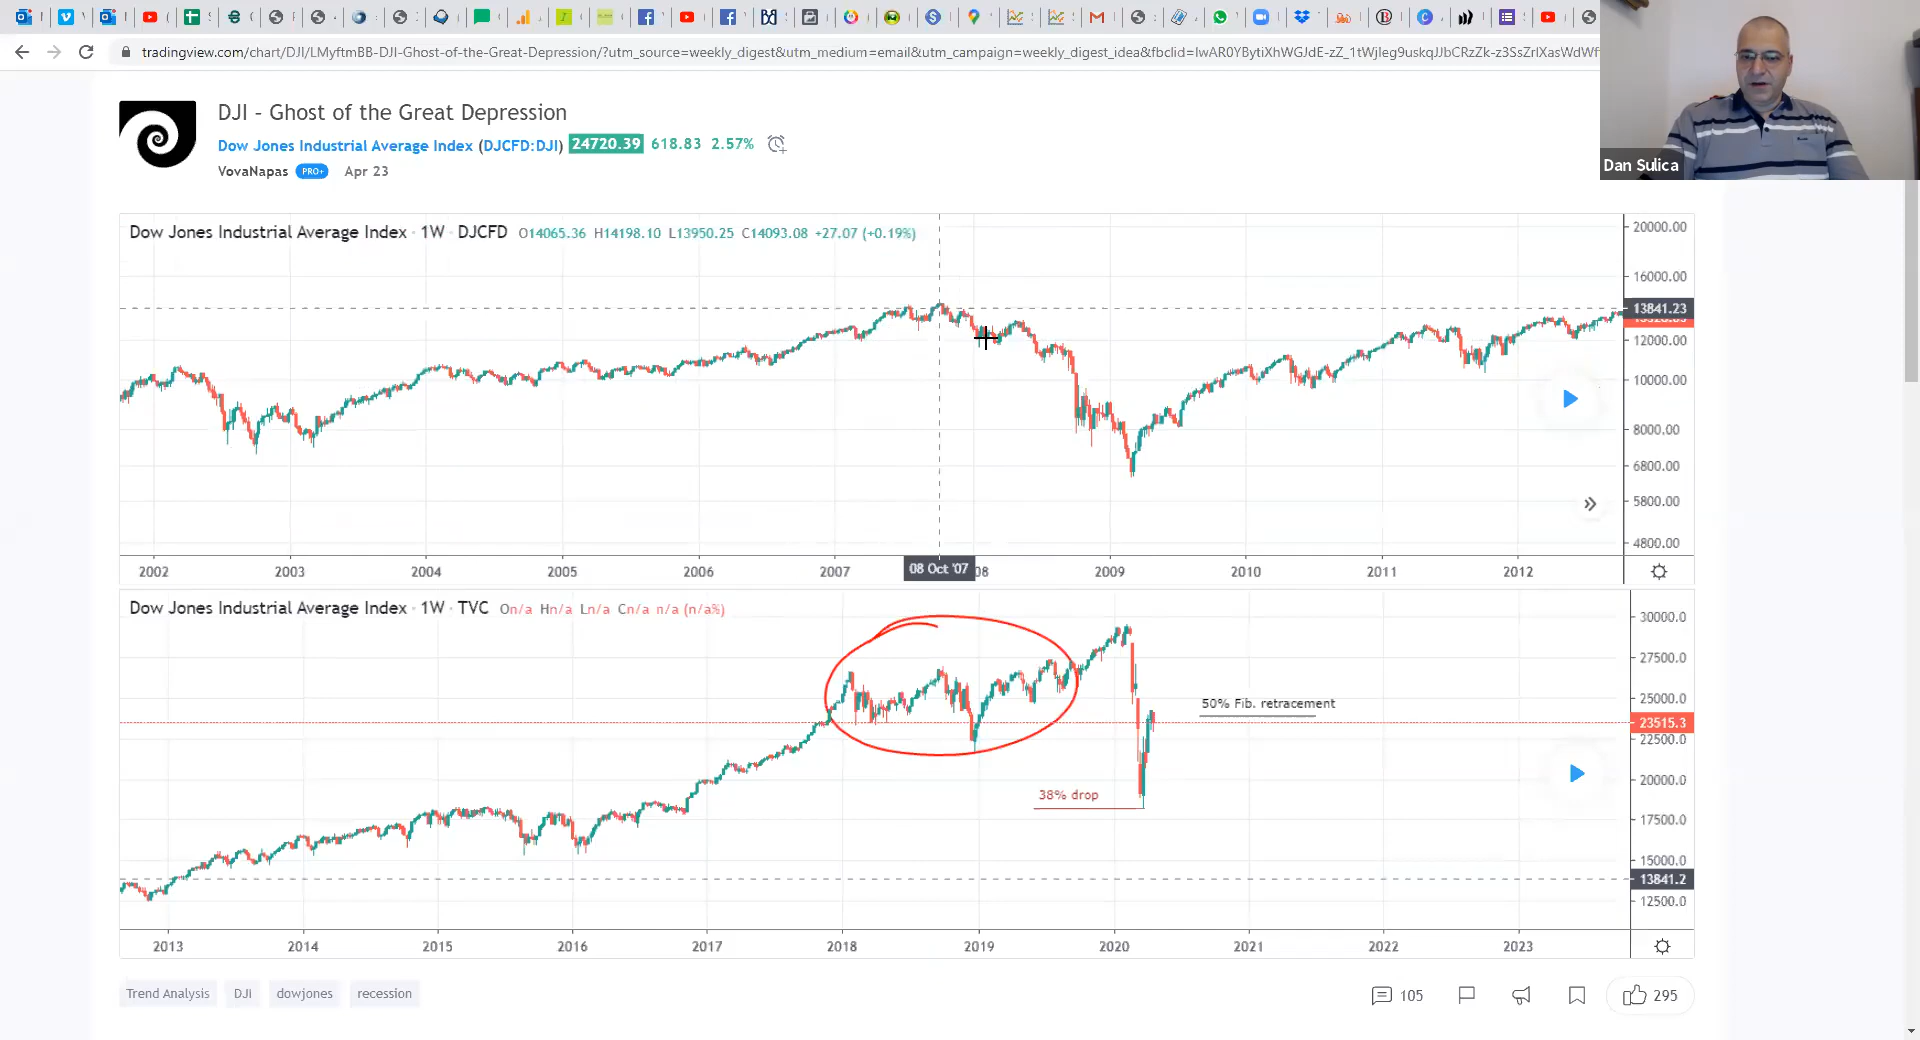 tradingview.com/chart/DJI/LMyftmBB-DJI-Ghost-of-the-Great-Depression/?utm_source=weekly_digest&utm_medium=email&utm_campaign=weekly_digest_idea&fbclid=
DJI - Ghost of the Great Depression
Dow Jones Industrial Average Index (DJCFD:DJI) 24720.39 618.83 2.57%
VovaNapas PRO+ Apr 23
Dan Sulica
Dow Jones Industrial Average Index · 1W · DJCFD O14065.36 H14198.10 L13950.25 C14093.08 +27.07 (+0.19%)
20000.00
16000.00
13841.23
12000.00
10000.00
8000.00
6800.00
5800.00
4800.00
2002 2003 2004 2005 2006 2007 08 Oct '07 08 2009 2010 2011 2012
Dow Jones Industrial Average Index · 1W · TVC On/a Hn/a Ln/a Cn/a n/a (n/a%)
30000.0
27500.0
25000.0
50% Fib. retracement
23515.3
22500.0
20000.0
38% drop
17500.0
15000.0
13841.2
12500.0
2013 2014 2015 2016 2017 2018 2019 2020 2021 2022 2023
Trend Analysis DJI dowjones recession 105 295